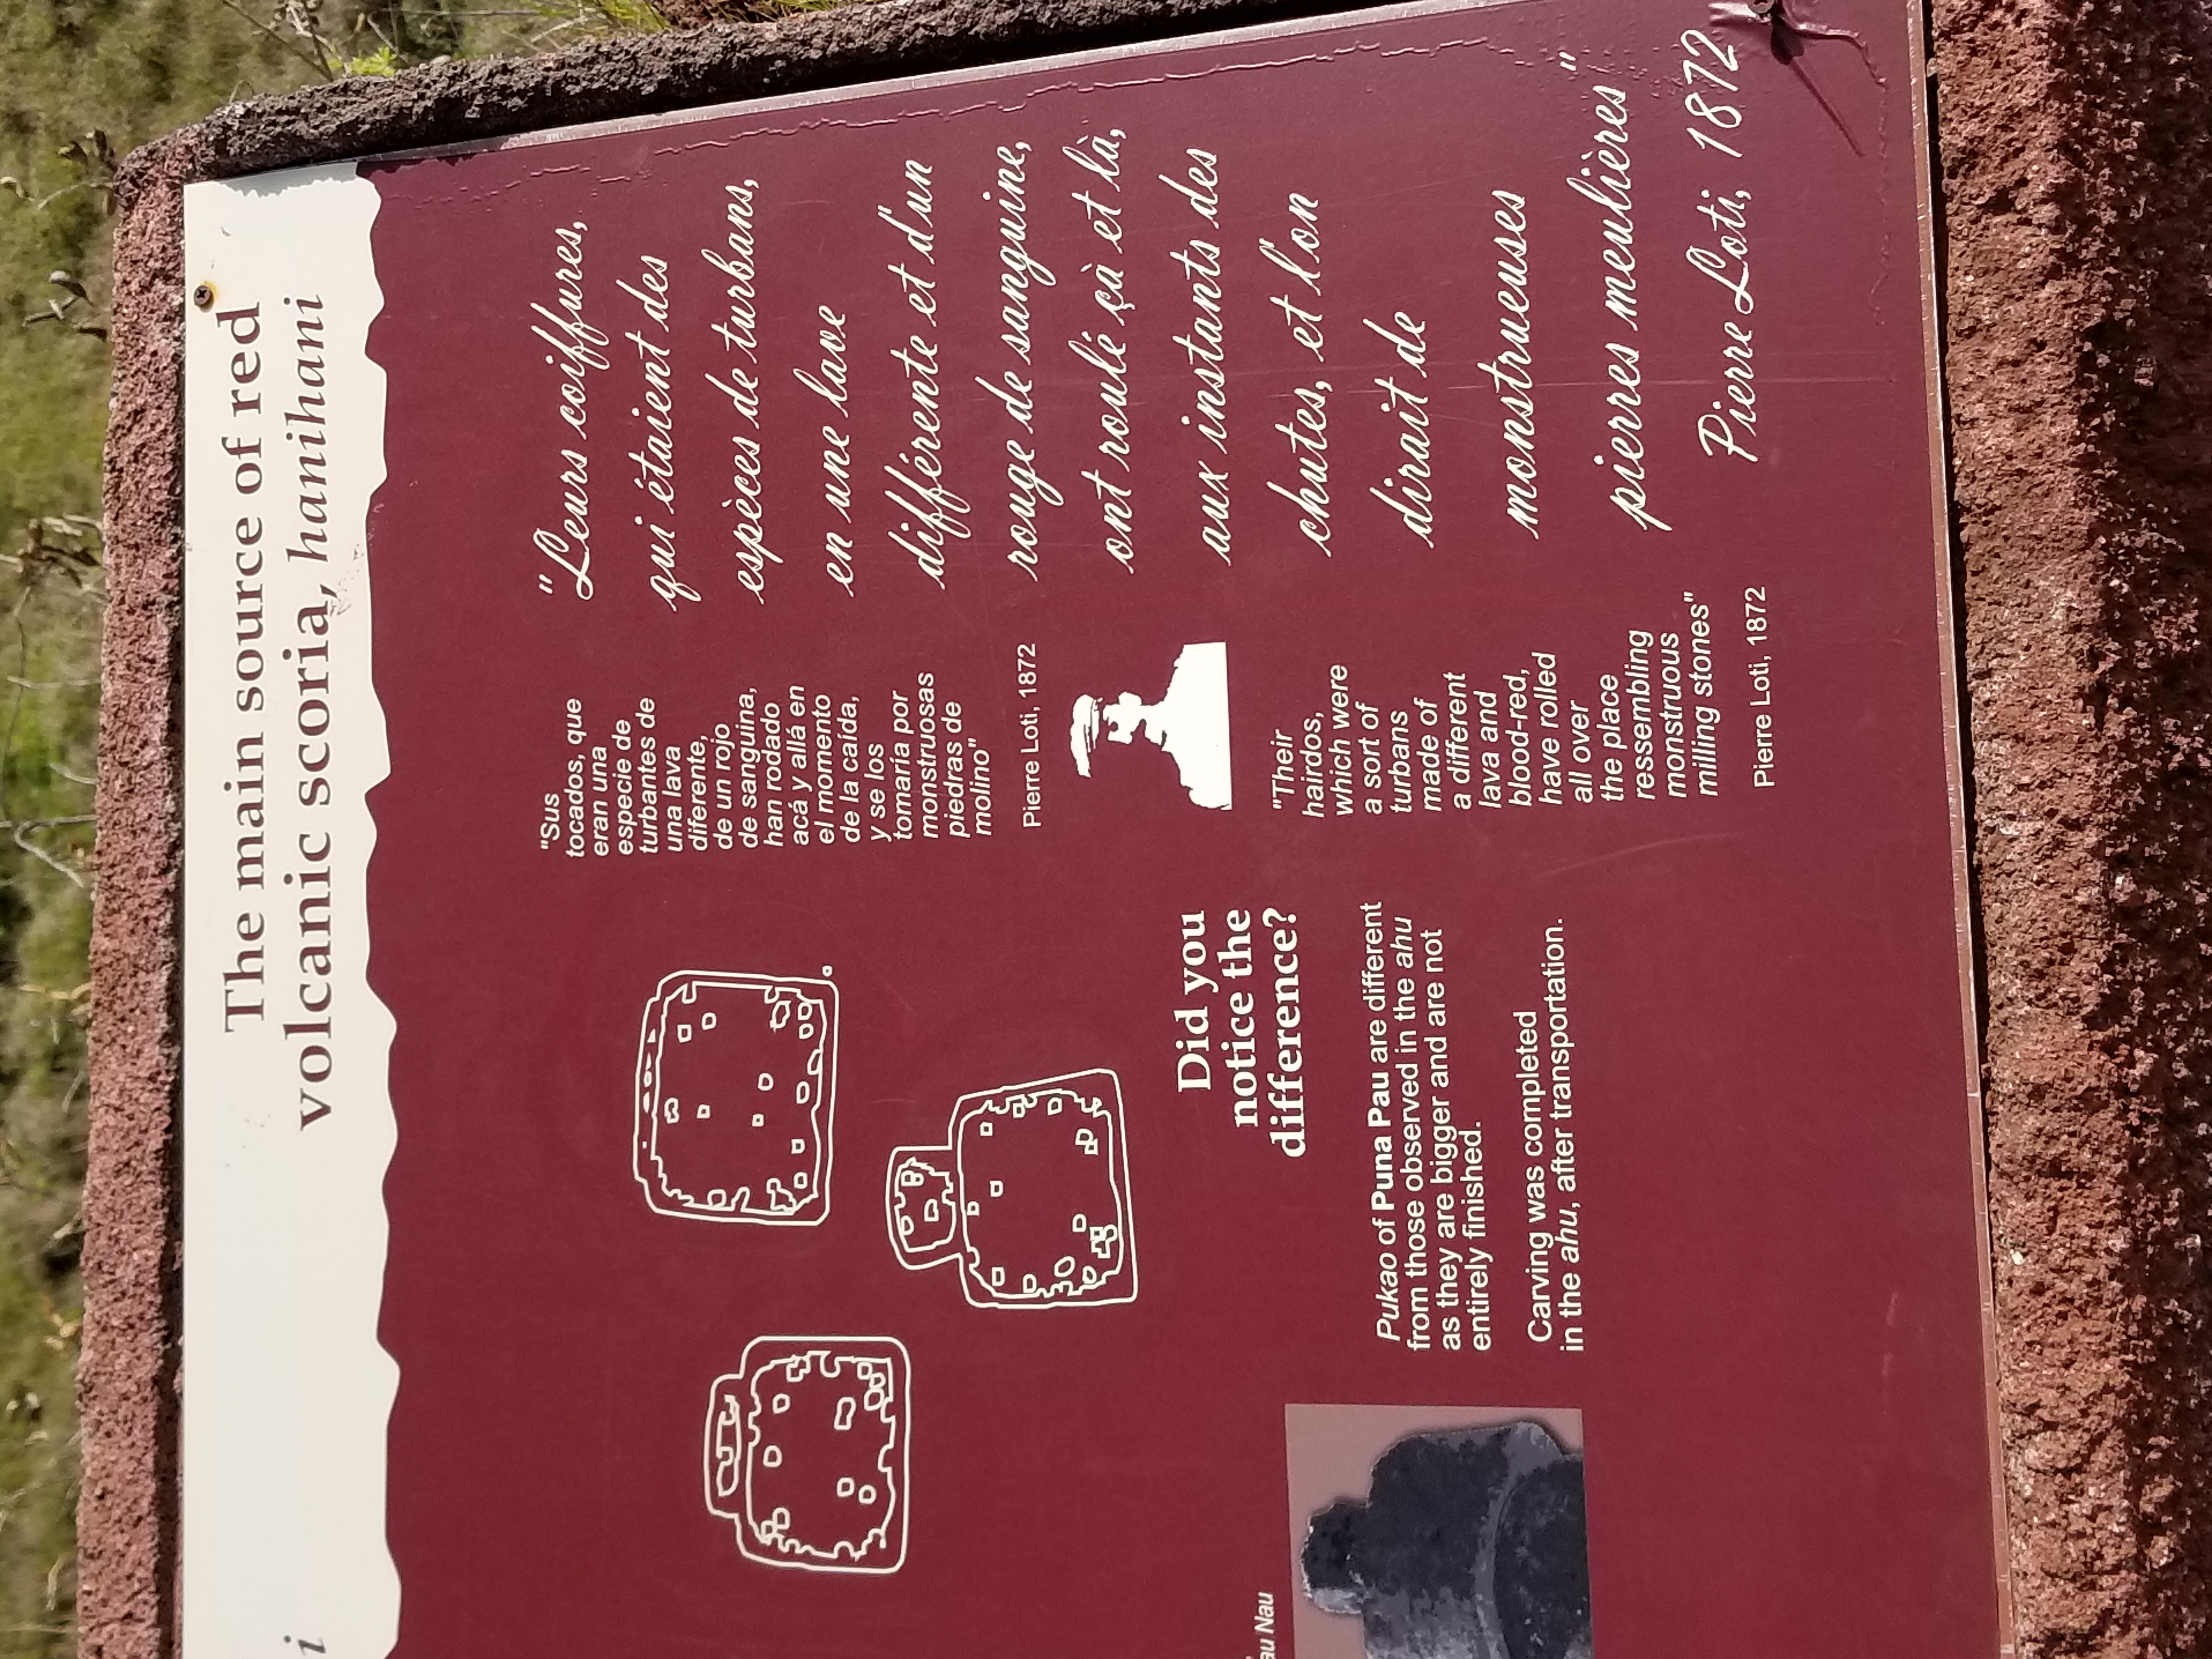 The main source of red
volcanic scoria, hanihani
i
"Sus
tocados, que
eran una
especie de
turbantes de
una lava
diferente,
de un rojo
de sanguina,
han rodado
acá y allá en
el momento
de la caída,
y se los
tomaría por
monstruosas
piedras de
molino"
Pierre Loti, 1872
"Leurs coiffures,
qui étaient des
espèces de turbans,
en une lave
différente et d'un
rouge de sanguine,
ont roulé çà et là,
aux instants des
chutes, et l'on
dirait de
monstrueuses
pierres meulières"
Pierre Loti, 1872
"Their
hairdos,
which were
a sort of
turbans
made of
a different
lava and
blood-red,
have rolled
all over
the place
ressembling
monstruous
milling stones"
Pierre Loti, 1872
Did you
notice the
difference?
Pukao of Puna Pau are different
from those observed in the ahu
as they are bigger and are not
entirely finished.
Carving was completed
in the ahu, after transportation.
au Nau